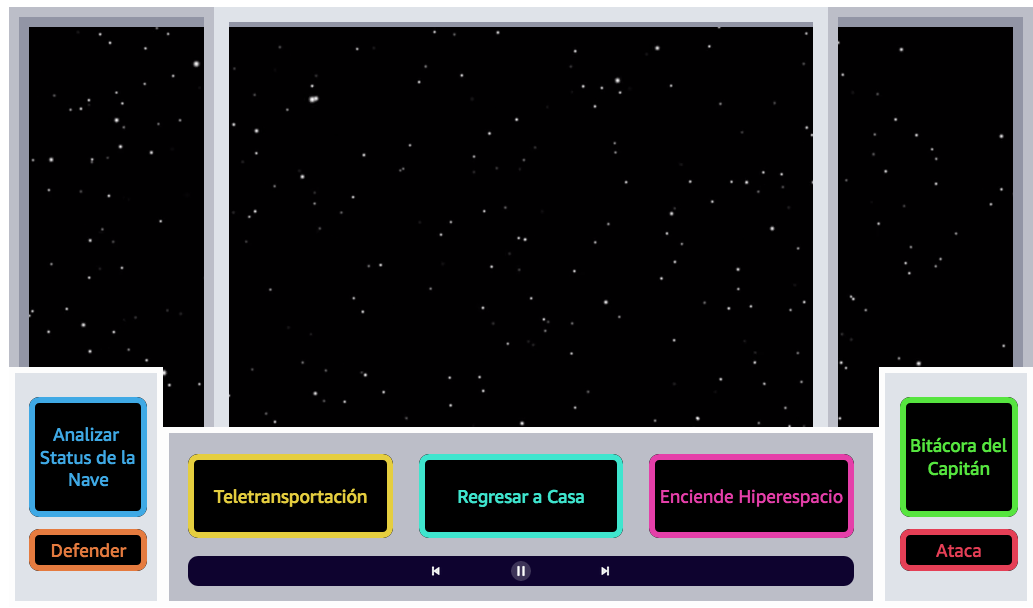 Analizar
Status de la
Nave
Defender
Teletransportación
Regresar a Casa
Enciende Hiperespacio
Bitácora del
Capitán
Ataca